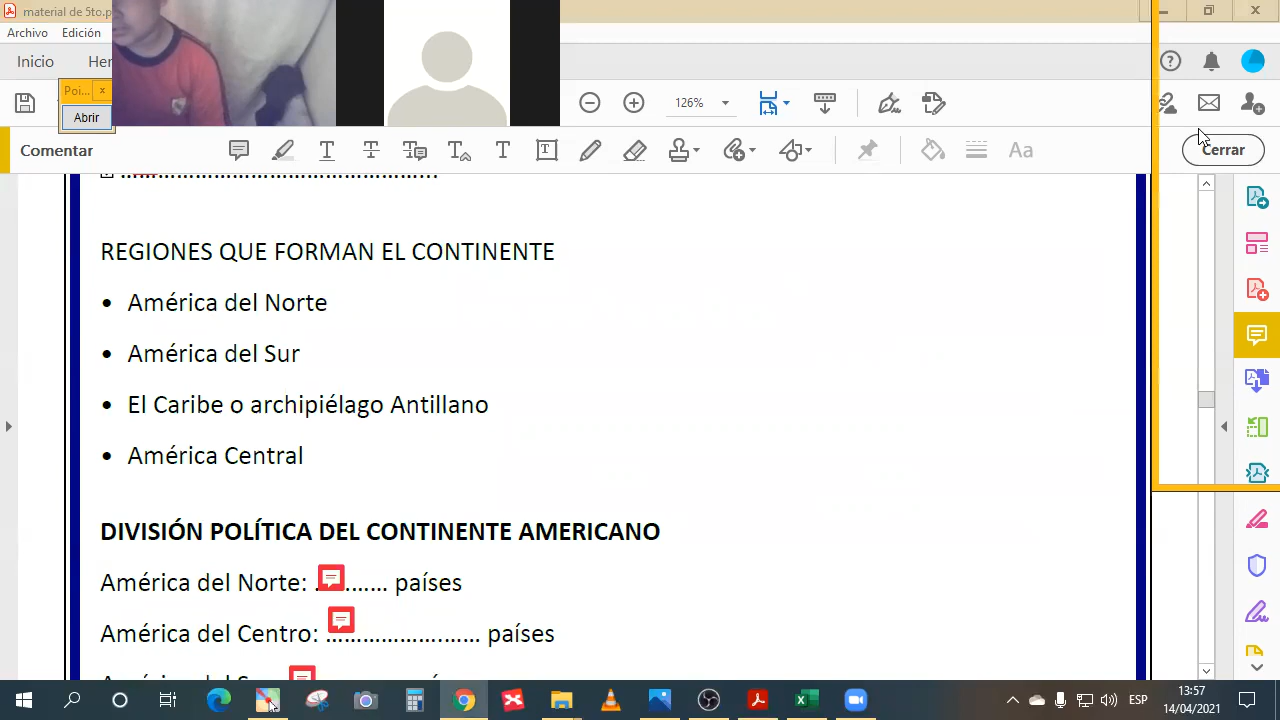 material de 5to.p
Archivo Edición
Inicio Her
Poi... x
Abrir
126%
Comentar
Cerrar
REGIONES QUE FORMAN EL CONTINENTE
• América del Norte
• América del Sur
• El Caribe o archipiélago Antillano
• América Central
DIVISIÓN POLÍTICA DEL CONTINENTE AMERICANO
América del Norte: ………… países
América del Centro: ……………………. países
ESP
13:57
14/04/2021